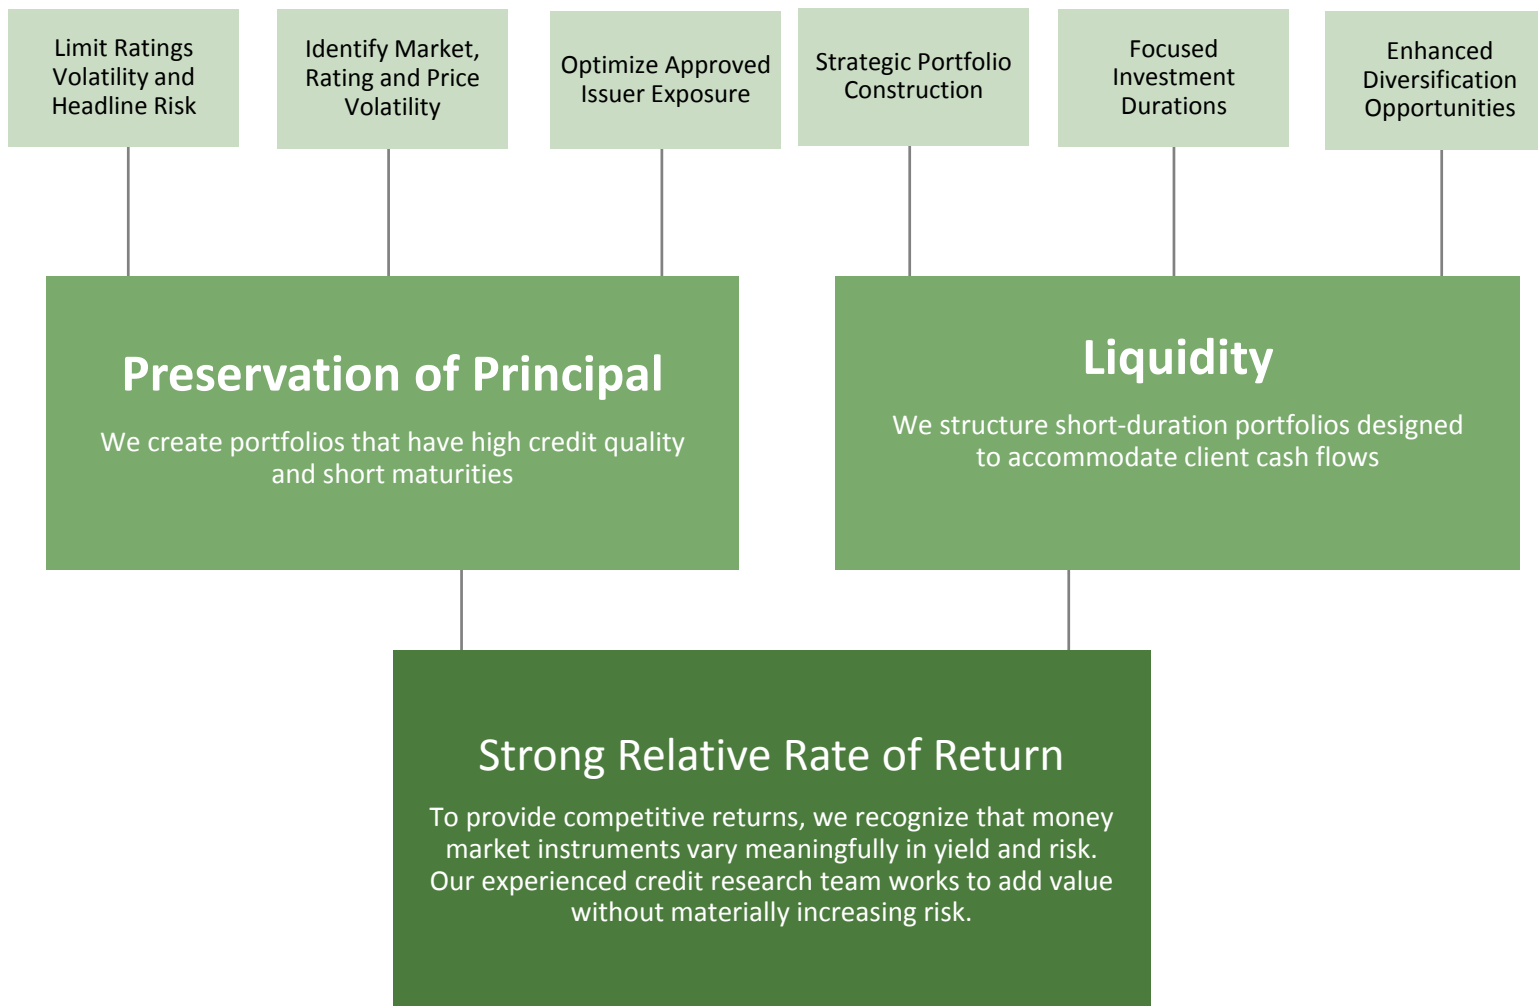 Limit Ratings
Volatility and
Headline Risk
Identify Market,
Rating and Price
Volatility
Optimize Approved
Issuer Exposure
Strategic Portfolio
Construction
Focused
Investment
Durations
Enhanced
Diversification
Opportunities
Preservation of Principal
We create portfolios that have high credit quality
and short maturities
Liquidity
We structure short-duration portfolios designed
to accommodate client cash flows
Strong Relative Rate of Return
To provide competitive returns, we recognize that money
market instruments vary meaningfully in yield and risk.
Our experienced credit research team works to add value
without materially increasing risk.